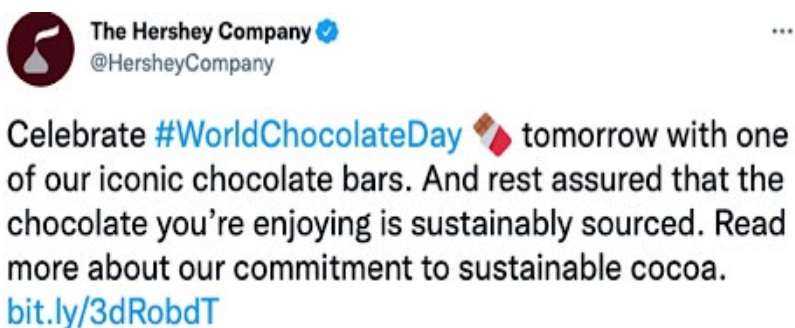 The Hershey Company
@HersheyCompany
Celebrate #WorldChocolateDay 🍫 tomorrow with one
of our iconic chocolate bars. And rest assured that the
chocolate you’re enjoying is sustainably sourced. Read
more about our commitment to sustainable cocoa.
bit.ly/3dRobdT